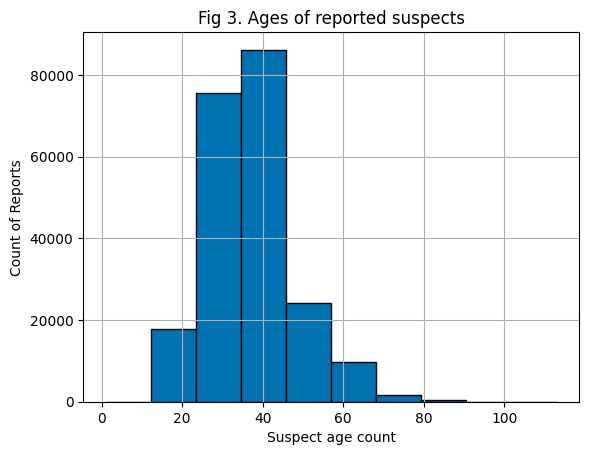 Fig 3. Ages of reported suspects
80000
60000
40000
20000
0
Count of Reports
0 20 40 60 80 100
Suspect age count